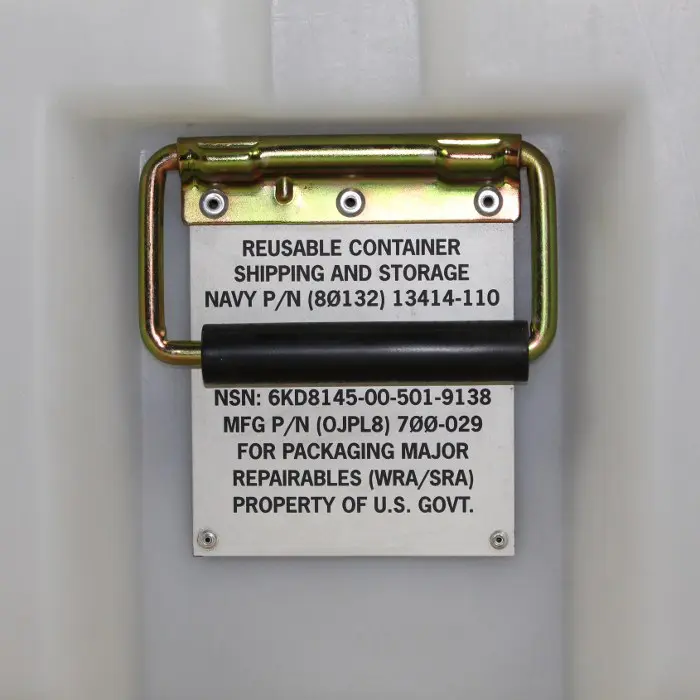 REUSABLE CONTAINER
SHIPPING AND STORAGE
NAVY P/N (8Ø132) 13414-110
NSN: 6KD8145-00-501-9138
MFG P/N (OJPL8) 7ØØ-029
FOR PACKAGING MAJOR
REPAIRABLES (WRA/SRA)
PROPERTY OF U.S. GOVT.